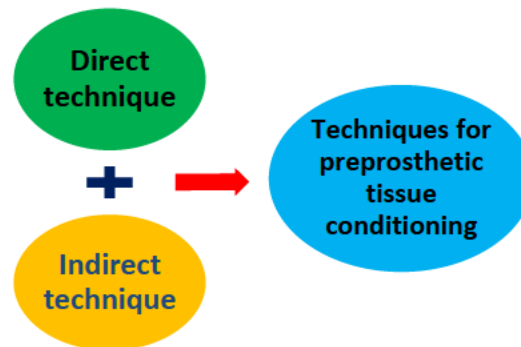 Direct
technique
+
Indirect
technique
Techniques for
preprosthetic
tissue
conditioning